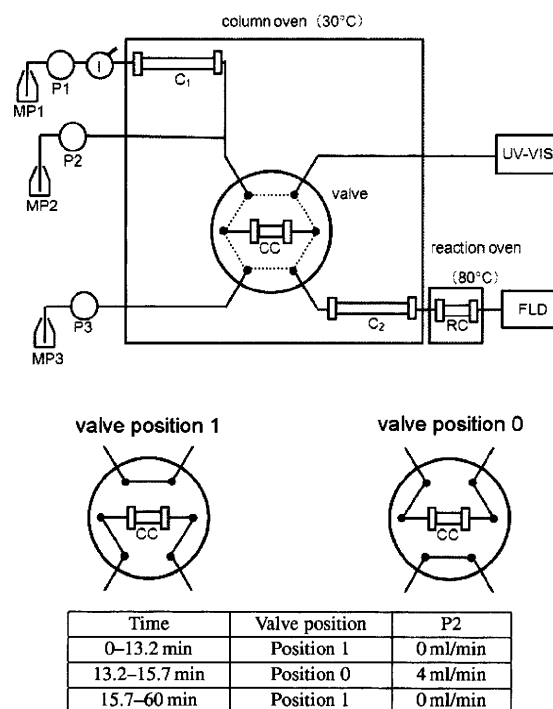 column oven (30°C)
P1
I
C1
MP1
P2
MP2
UV-VIS
valve
CC
reaction oven
(80°C)
P3
MP3
C2
RC
FLD
valve position 1
valve position 0
CC
CC
Time Valve position P2
0–13.2 min Position 1 0 ml/min
13.2–15.7 min Position 0 4 ml/min
15.7–60 min Position 1 0 ml/min